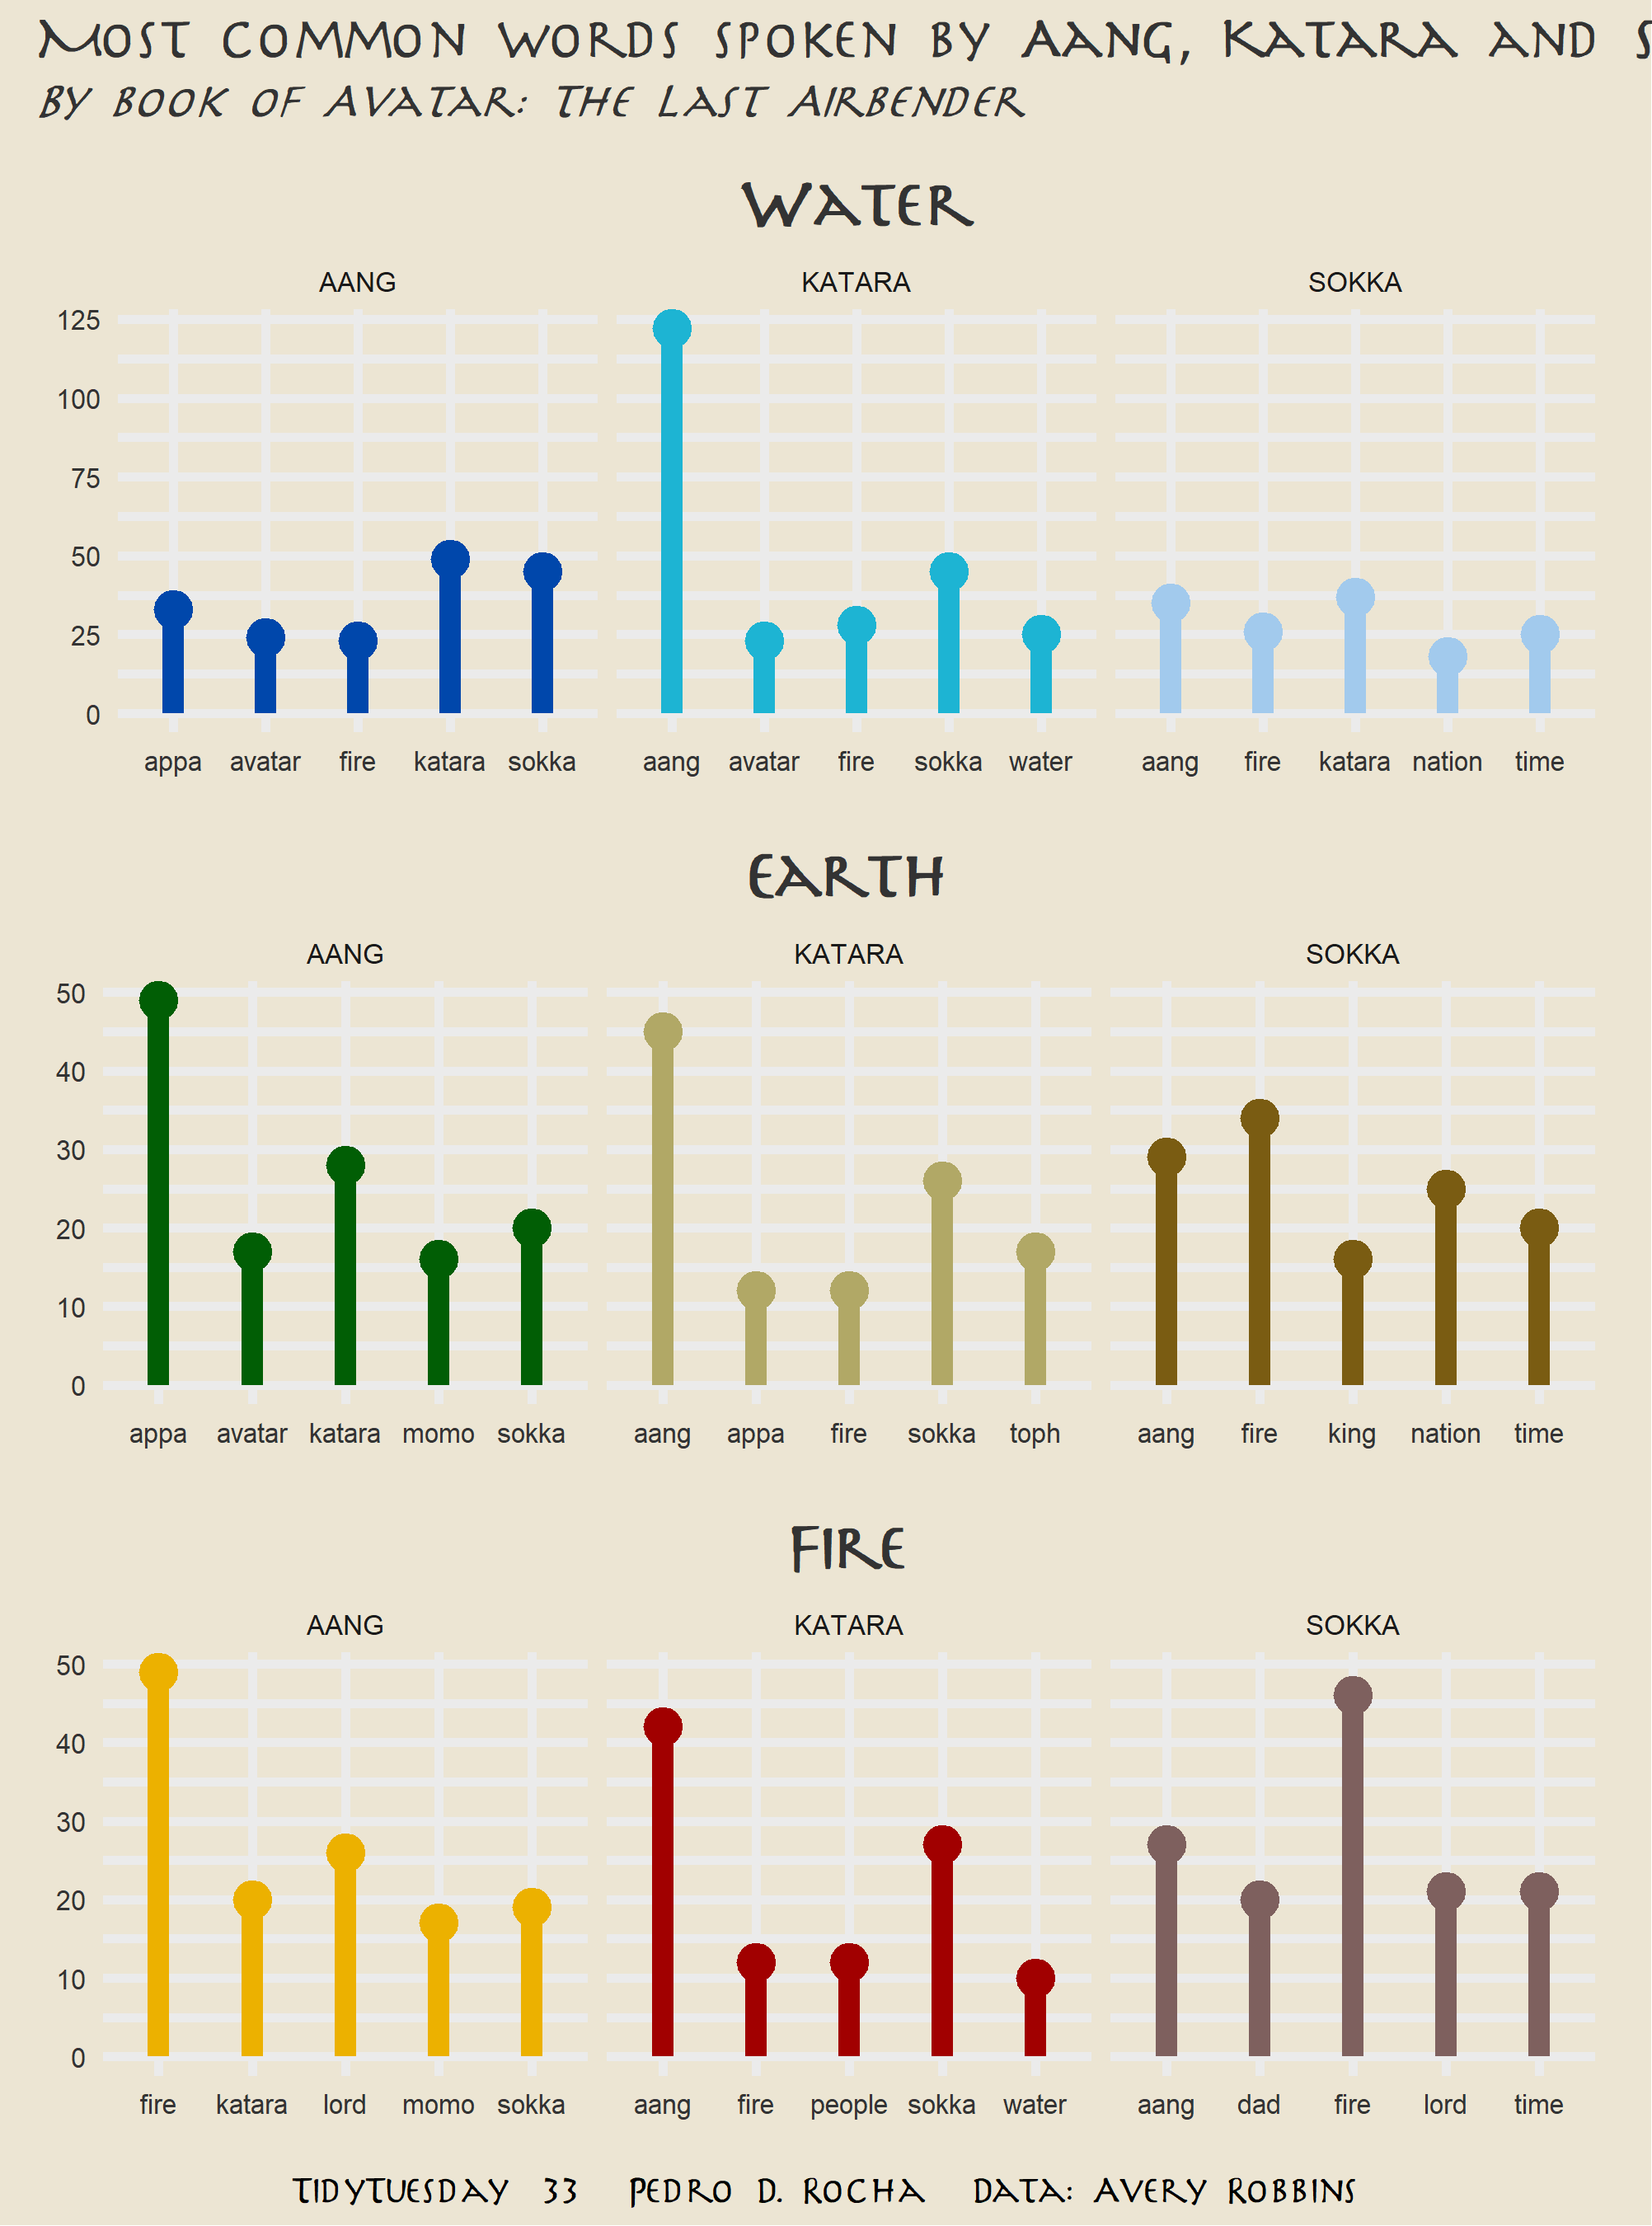 Most common words spoken by Aang, Katara and S
by book of Avatar: The Last Airbender
Water
AANG KATARA SOKKA
125
100
75
50
25
0
appa avatar fire katara sokka aang avatar fire sokka water aang fire katara nation time
Earth
AANG KATARA SOKKA
50
40
30
20
10
0
appa avatar katara momo sokka aang appa fire sokka toph aang fire king nation time
Fire
AANG KATARA SOKKA
50
40
30
20
10
0
fire katara lord momo sokka aang fire people sokka water aang dad fire lord time
TidyTuesday 33 Pedro D. Rocha Data: Avery Robbins